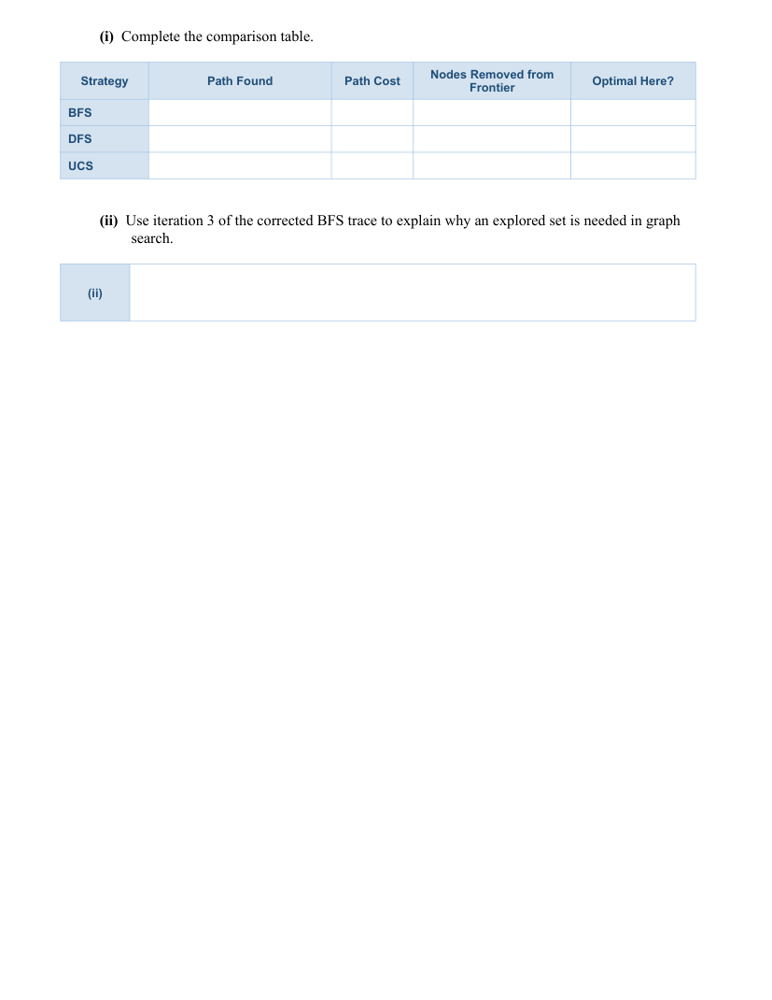 (i) Complete the comparison table.
Strategy Path Found Path Cost Nodes Removed from Frontier Optimal Here?
BFS
DFS
UCS
(ii) Use iteration 3 of the corrected BFS trace to explain why an explored set is needed in graph
search.
(ii)